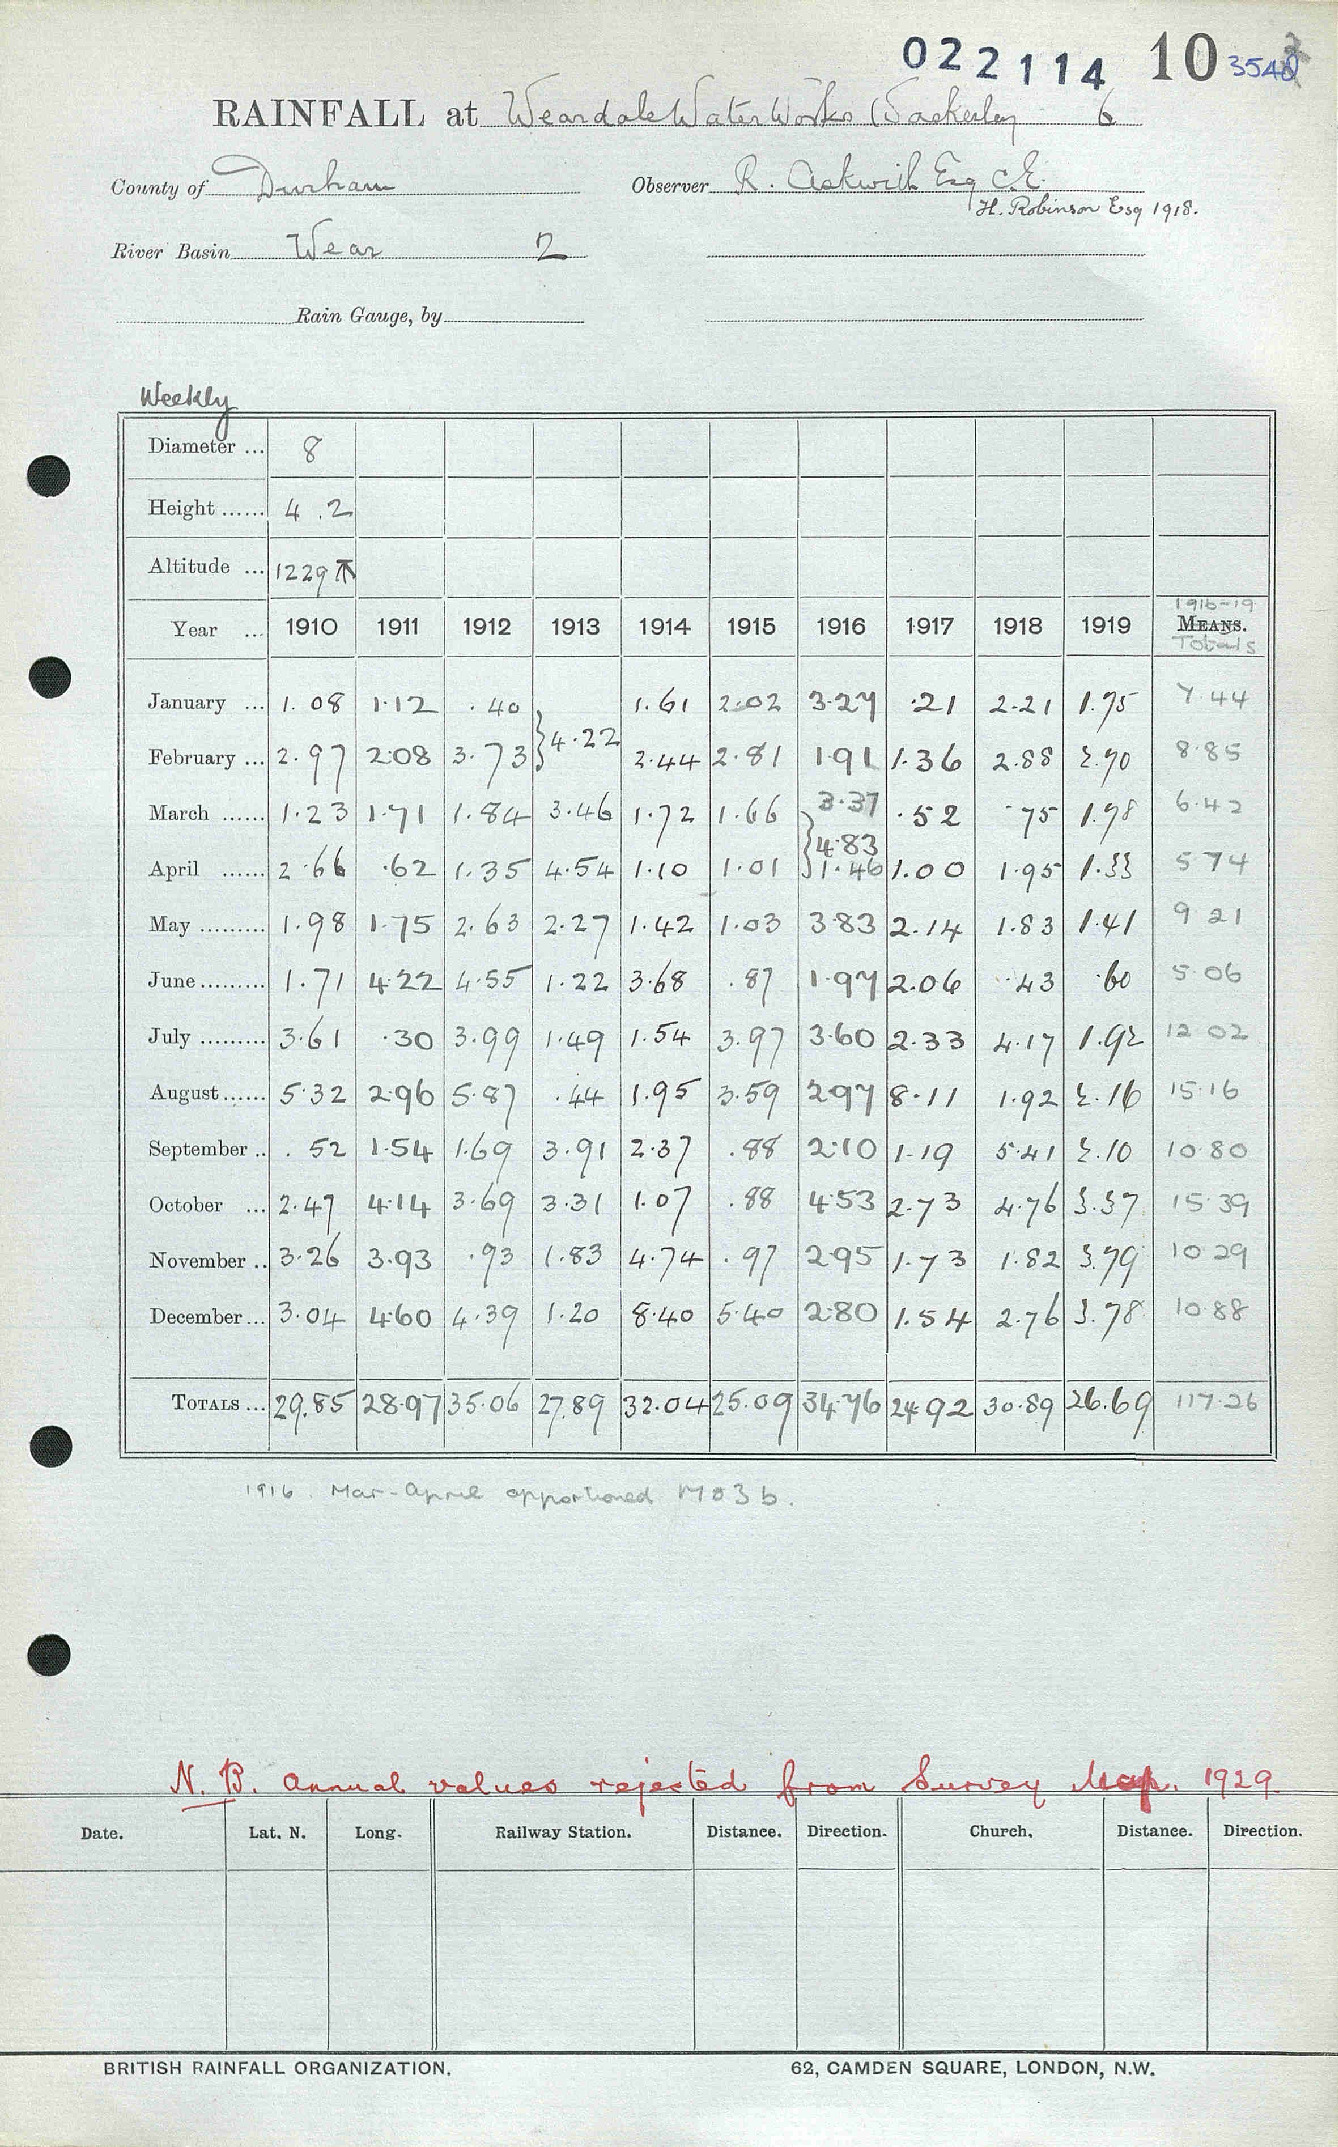 022114 10 3542
RAINFALL at Weardale Water Works (Waskerley 6
County of Durham Observer R. Askwith Esq C.E.
H. Robinson Esq 1918.
River Basin Wear 2
Rain Gauge, by
Weekly
Diameter ... 8
Height ...... 4 . 2
Altitude ... 1229
1916-19
Year ... 1910 1911 1912 1913 1914 1915 1916 1917 1918 1919 MEANS.
Totals
January ... 1.08 1.12 .40 1.61 2.02 3.27 .21 2.21 1.75 7.44
4.22
February ... 2.97 2.08 3.73 2.44 2.81 1.91 1.36 2.88 2.70 8.85
March ...... 1.23 1.71 1.84 3.46 1.72 1.66 3.37 .52 .75 1.78 6.42
4.83
April ...... 2.66 .62 1.35 4.54 1.10 1.01 1.46 1.00 1.95 1.33 5.74
May ......... 1.98 1.75 2.63 2.27 1.42 1.03 3.83 2.14 1.83 1.41 9.21
June ......... 1.71 4.22 4.55 1.22 3.68 .87 1.97 2.06 .43 .60 5.06
July ......... 3.61 .30 3.99 1.49 1.54 3.97 3.60 2.33 4.17 1.92 12.02
August ...... 5.32 2.96 5.87 .44 1.95 3.59 2.97 8.11 1.92 2.16 15.16
September .. .52 1.54 1.69 3.91 2.37 .88 2.10 1.19 5.41 2.10 10.80
October ... 2.47 4.14 3.69 3.31 1.07 .88 4.53 2.73 4.76 3.37 15.39
November .. 3.26 3.93 .93 1.83 4.74 .97 2.95 1.73 1.82 3.79 10.29
December ... 3.04 4.60 4.39 1.20 8.40 5.40 2.80 1.54 2.76 3.78 10.88
TOTALS ... 29.85 28.97 35.06 27.89 32.04 25.09 34.76 24.92 30.89 26.69 117.26
1916 Mar-April apportioned M03b.
N.B. Annual values rejected from Survey Map. 1929
Date. Lat. N. Long. Railway Station. Distance. Direction. Church. Distance. Direction.
BRITISH RAINFALL ORGANIZATION. 62, CAMDEN SQUARE, LONDON, N.W.